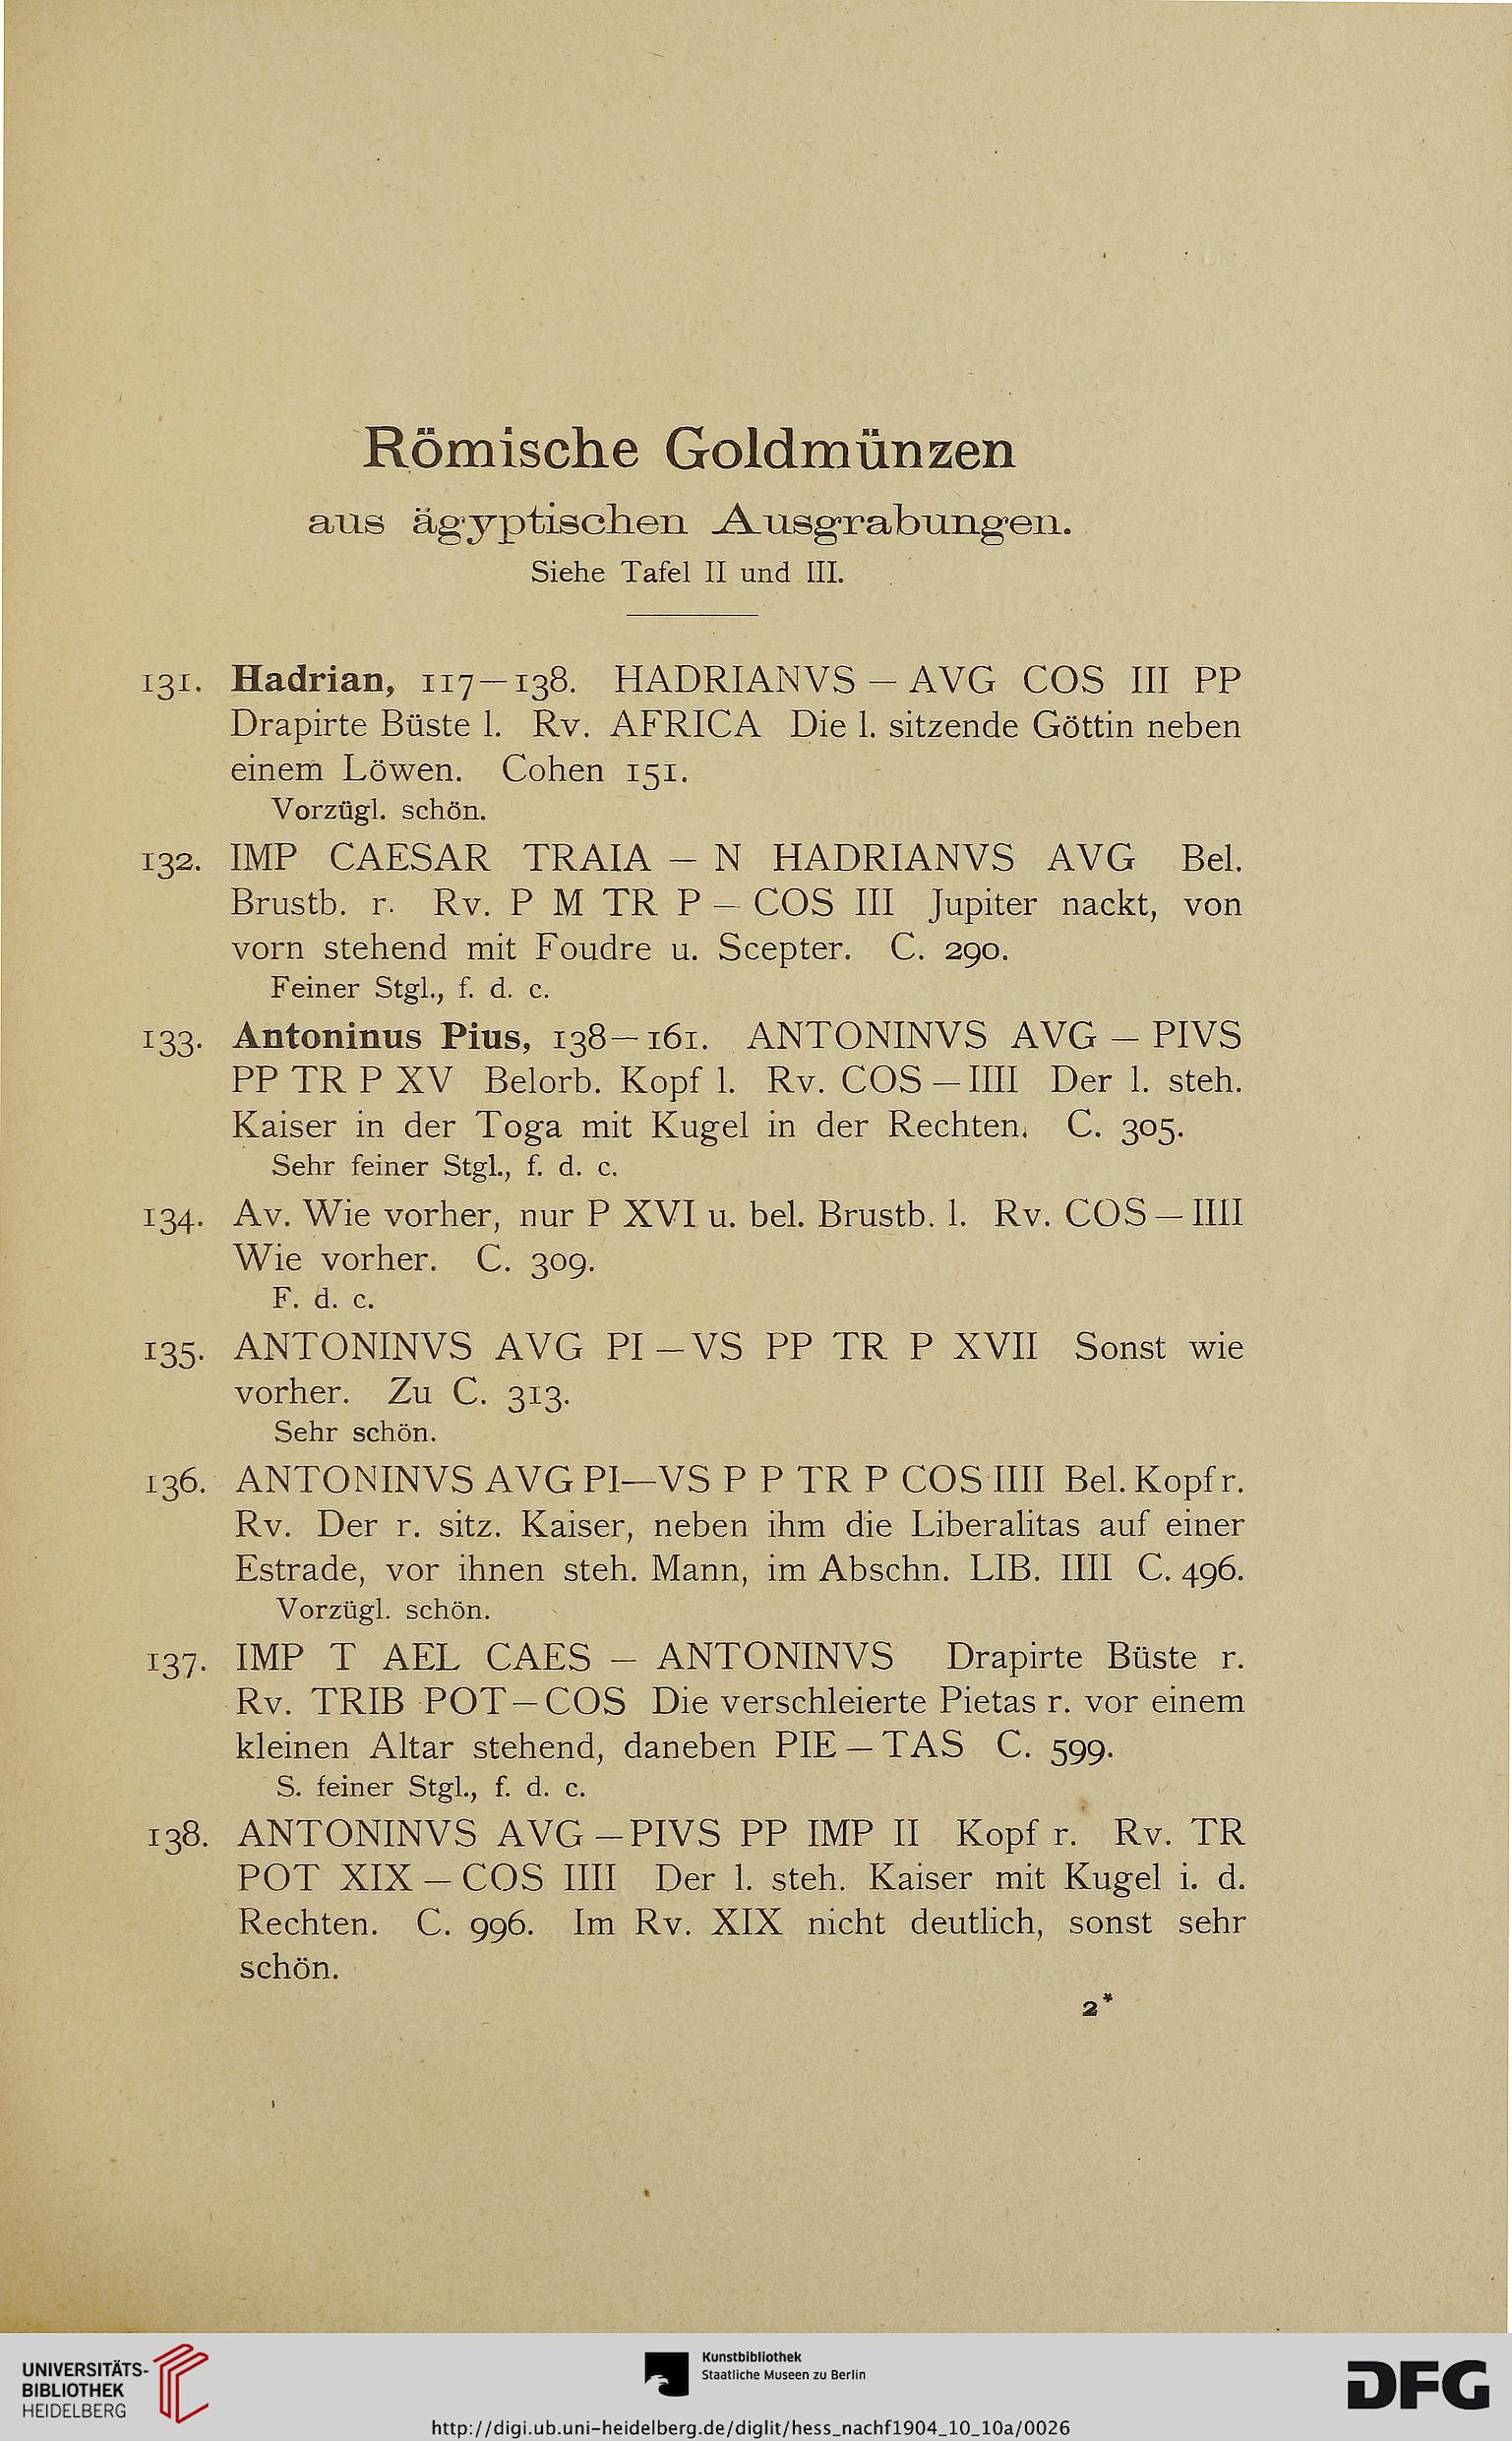 Römische Goldmünzen
aus ägyptischen Ausgrabungen.
Siehe Tafel II und III.
131. Hadrian, 117—138. HADRIANVS — AVG COS III PP
Drapirte Büste l. Rv. AFRICA Die l. sitzende Göttin neben
einem Löwen. Cohen 151.
Vorzügl. schön.
132. IMP CAESAR TRAIA — N HADRIANVS AVG Bel.
Brustb. r. Rv. P M TR P — COS III Jupiter nackt, von
vorn stehend mit Foudre u. Scepter. C. 290.
Feiner Stgl., f. d. c.
133. Antoninus Pius, 138—161. ANTONINVS AVG — PIVS
PP TR P XV Belorb. Kopf l. Rv. COS — IIII Der l. steh.
Kaiser in der Toga mit Kugel in der Rechten. C. 305.
Sehr feiner Stgl., f. d. c.
134. Av. Wie vorher, nur P XVI u. bel. Brustb. l. Rv. COS — IIII
Wie vorher. C. 309.
F. d. c.
135. ANTONINVS AVG PI — VS PP TR P XVII Sonst wie
vorher. Zu C. 313.
Sehr schön.
136. ANTONINVS AVG PI—VS P P TR P COS IIII Bel. Kopf r.
Rv. Der r. sitz. Kaiser, neben ihm die Liberalitas auf einer
Estrade, vor ihnen steh. Mann, im Abschn. LIB. IIII C. 496.
Vorzügl. schön.
137. IMP T AEL CAES — ANTONINVS Drapirte Büste r.
Rv. TRIB POT — COS Die verschleierte Pietas r. vor einem
kleinen Altar stehend, daneben PIE — TAS C. 599.
S. feiner Stgl., f. d. c.
138. ANTONINVS AVG — PIVS PP IMP II Kopf r. Rv. TR
POT XIX — COS IIII Der l. steh. Kaiser mit Kugel i. d.
Rechten. C. 996. Im Rv. XIX nicht deutlich, sonst sehr
schön.
2*
UNIVERSITÄTS-
BIBLIOTHEK
HEIDELBERG
Kunstbibliothek
Staatliche Museen zu Berlin
DFG
http://digi.ub.uni-heidelberg.de/diglit/hess_nachf1904_10_10a/0026